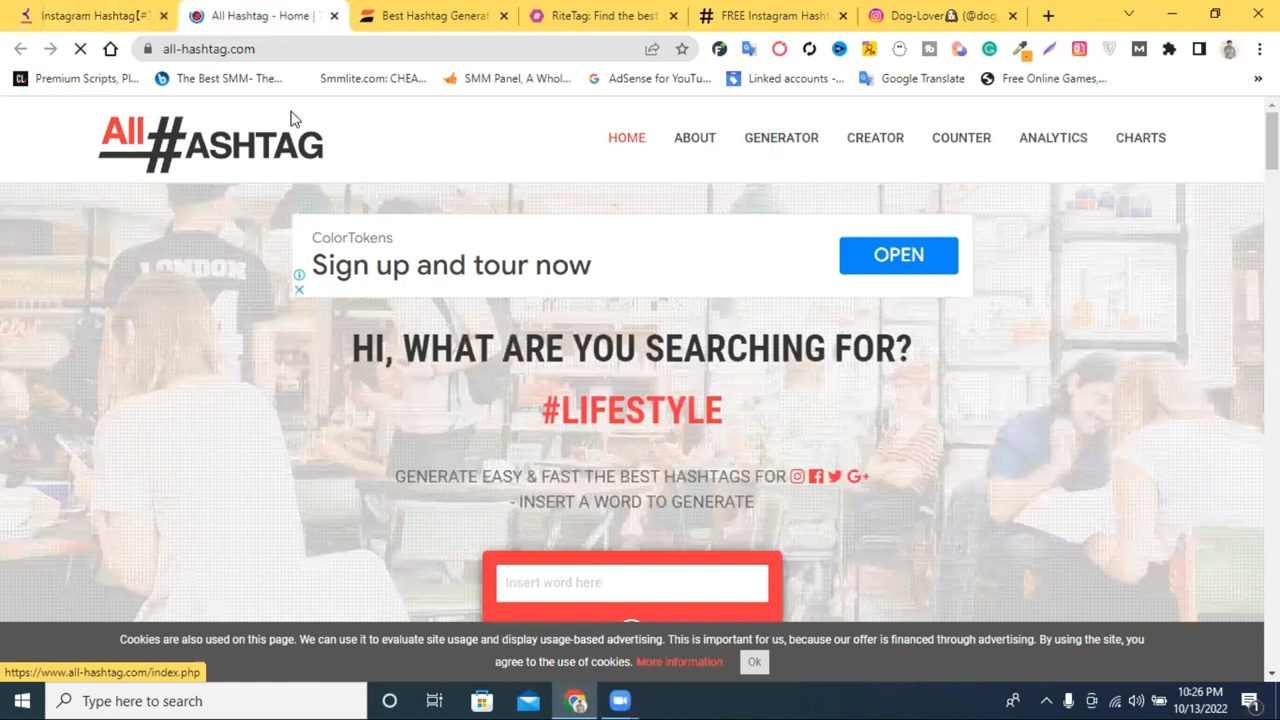 Instagram Hashtag【#】
All Hashtag - Home | T
Best Hashtag Generat
RiteTag: Find the best
FREE Instagram Hasht
Dog-Lover (@dog_
all-hashtag.com
CL Premium Scripts, Pl...
The Best SMM- The...
Smmlite.com: CHEA...
SMM Panel, A Whol...
AdSense for YouTu...
Linked accounts -...
Google Translate
Free Online Games,...
All#ASHTAG
HOME ABOUT GENERATOR CREATOR COUNTER ANALYTICS CHARTS
LONDON
ColorTokens
Sign up and tour now
OPEN
HI, WHAT ARE YOU SEARCHING FOR?
#LIFESTYLE
GENERATE EASY & FAST THE BEST HASHTAGS FOR
- INSERT A WORD TO GENERATE
Insert word here
Cookies are also used on this page. We can use it to evaluate site usage and display usage-based advertising. This is important for us, because our offer is financed through advertising. By using the site, you
agree to the use of cookies. More information Ok
https://www.all-hashtag.com/index.php
Type here to search
10:26 PM
10/13/2022